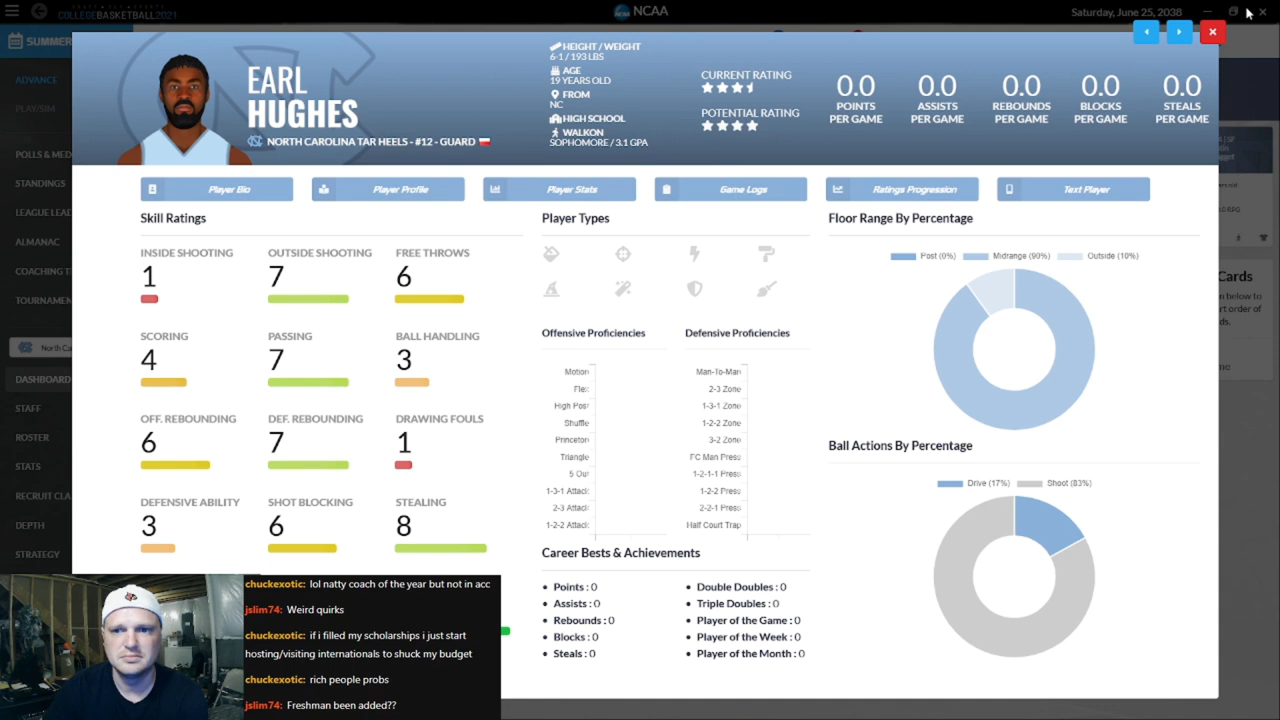 COLLEGEBASKETBALL2021
NCAA
Saturday, June 25, 2038
SUMMER
ADVANCE
PLAY/SIM
POLLS & MED
STANDINGS
LEAGUE LEAD
ALMANAC
COACHING T
TOURNAMEN
North Ca
DASHBOARD
STAFF
ROSTER
STATS
RECRUIT CLA
DEPTH
STRATEGY
EARL
HUGHES
NORTH CAROLINA TAR HEELS - #12 - GUARD
HEIGHT / WEIGHT
6-1 / 193 LBS
AGE
19 YEARS OLD
FROM
NC
HIGH SCHOOL
WALKON
SOPHOMORE / 3.1 GPA
CURRENT RATING
POTENTIAL RATING
0.0 POINTS PER GAME
0.0 ASSISTS PER GAME
0.0 REBOUNDS PER GAME
0.0 BLOCKS PER GAME
0.0 STEALS PER GAME
Player Bio
Player Profile
Player Stats
Game Logs
Ratings Progression
Text Player
Skill Ratings
INSIDE SHOOTING 1
OUTSIDE SHOOTING 7
FREE THROWS 6
SCORING 4
PASSING 7
BALL HANDLING 3
OFF. REBOUNDING 6
DEF. REBOUNDING 7
DRAWING FOULS 1
DEFENSIVE ABILITY 3
SHOT BLOCKING 6
STEALING 8
Player Types
Offensive Proficiencies
Motion
Flex
High Post
Shuffle
Princeton
Triangle
5 Out
1-3-1 Attack
2-3 Attack
1-2-2 Attack
Defensive Proficiencies
Man-To-Man
2-3 Zone
1-3-1 Zone
1-2-2 Zone
3-2 Zone
FC Man Press
1-2-1-1 Press
1-2-2 Press
2-2-1 Press
Half Court Trap
Career Bests & Achievements
Points : 0
Assists : 0
Rebounds : 0
Blocks : 0
Steals : 0
Double Doubles : 0
Triple Doubles : 0
Player of the Game : 0
Player of the Week : 0
Player of the Month : 0
Floor Range By Percentage
Post (0%) Midrange (90%) Outside (10%)
Ball Actions By Percentage
Drive (17%) Shoot (83%)
Cards
n below to
rt order of
ds.
chuckexotic: lol natty coach of the year but not in acc
jslim74: Weird quirks
chuckexotic: if i filled my scholarships i just start
hosting/visiting internationals to shuck my budget
chuckexotic: rich people probs
jslim74: Freshman been added??